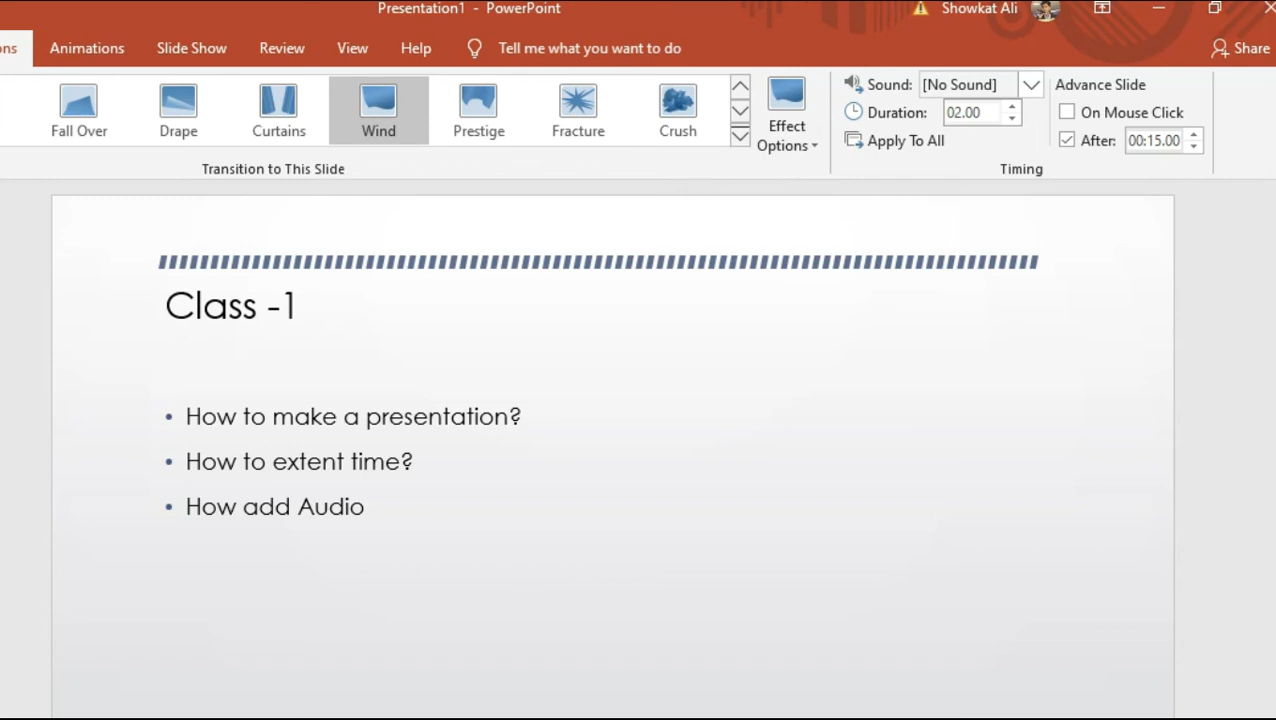 Presentation1 - PowerPoint
Showkat Ali
ons
Animations
Slide Show
Review
View
Help
Tell me what you want to do
Share
Fall Over
Drape
Curtains
Wind
Prestige
Fracture
Crush
Effect
Options
Sound: [No Sound]
Duration: 02.00
Apply To All
Advance Slide
On Mouse Click
After: 00:15.00
Transition to This Slide
Timing
Class -1
• How to make a presentation?
• How to extent time?
• How add Audio